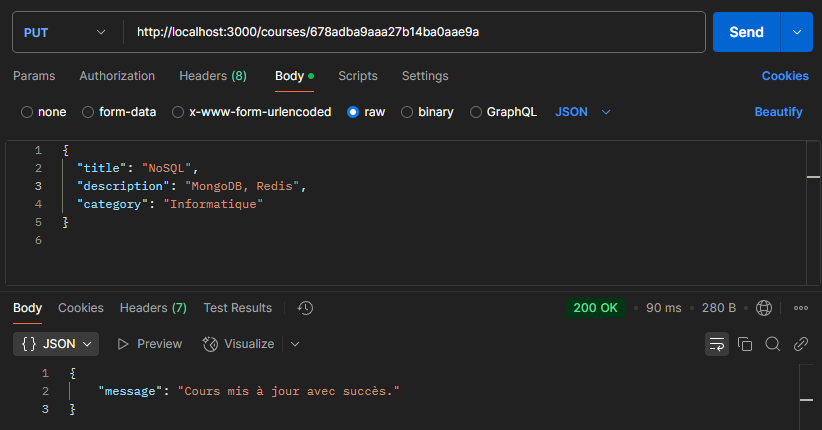 PUT http://localhost:3000/courses/678adba9aaa27b14ba0aae9a Send
Params Authorization Headers (8) Body Scripts Settings Cookies
none form-data x-www-form-urlencoded raw binary GraphQL JSON Beautify
1 {
2 "title": "NoSQL",
3 "description": "MongoDB, Redis",
4 "category": "Informatique"
5 }
6
Body Cookies Headers (7) Test Results 200 OK 90 ms 280 B
{} JSON Preview Visualize
1 {
2 "message": "Cours mis à jour avec succès."
3 }